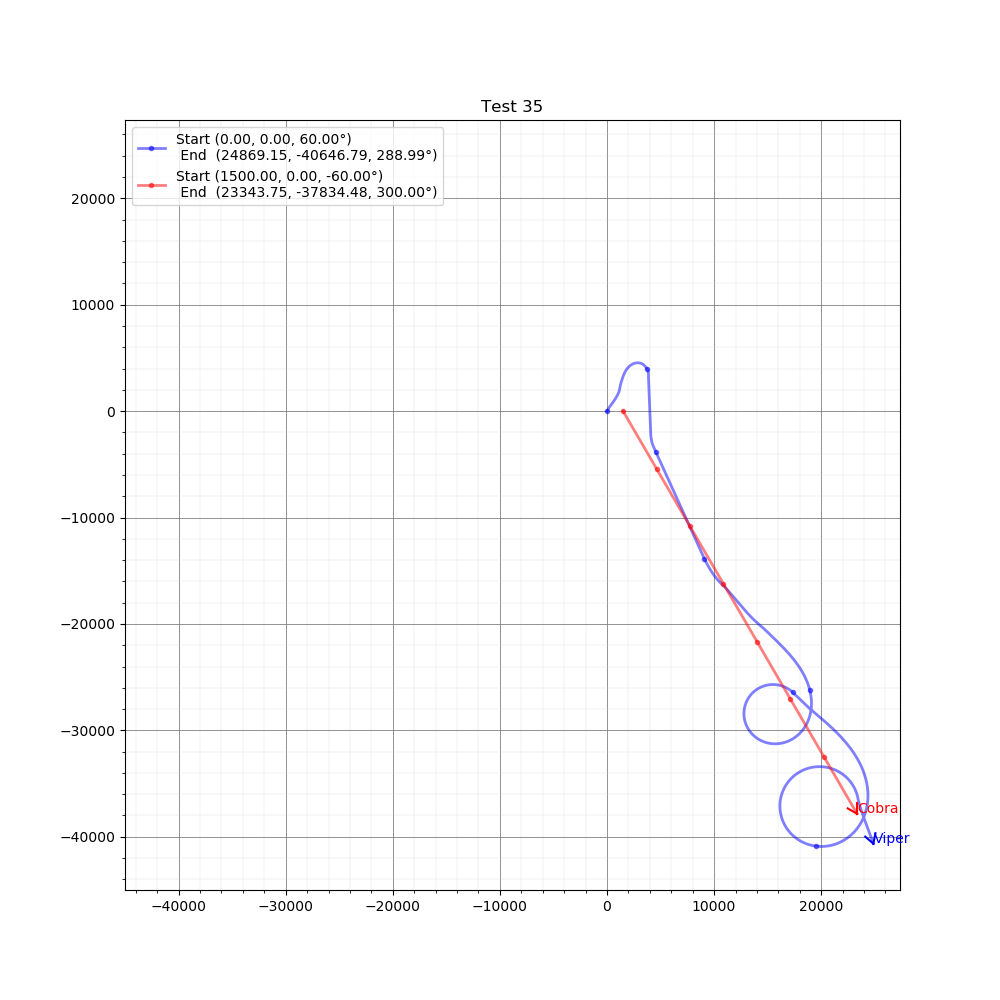 Test 35
Start (0.00, 0.00, 60.00°)
End  (24869.15, -40646.79, 288.99°)
Start (1500.00, 0.00, -60.00°)
End  (23343.75, -37834.48, 300.00°)
20000
10000
0
−10000
−20000
−30000
−40000
Cobra
Viper
−40000 −30000 −20000 −10000 0 10000 20000